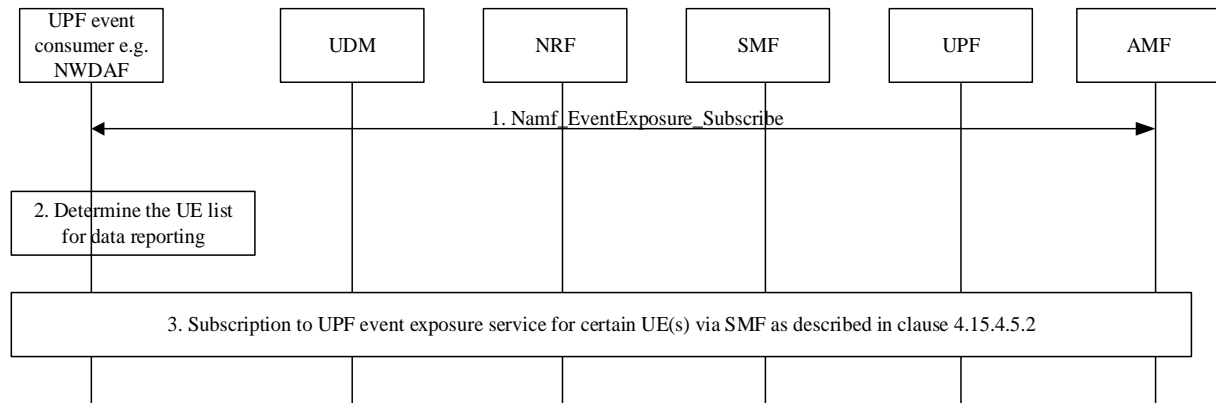 UPF event
consumer e.g.
NWDAF
UDM
NRF
SMF
UPF
AMF
1. Namf_EventExposure_Subscribe
2. Determine the UE list
for data reporting
3. Subscription to UPF event exposure service for certain UE(s) via SMF as described in clause 4.15.4.5.2